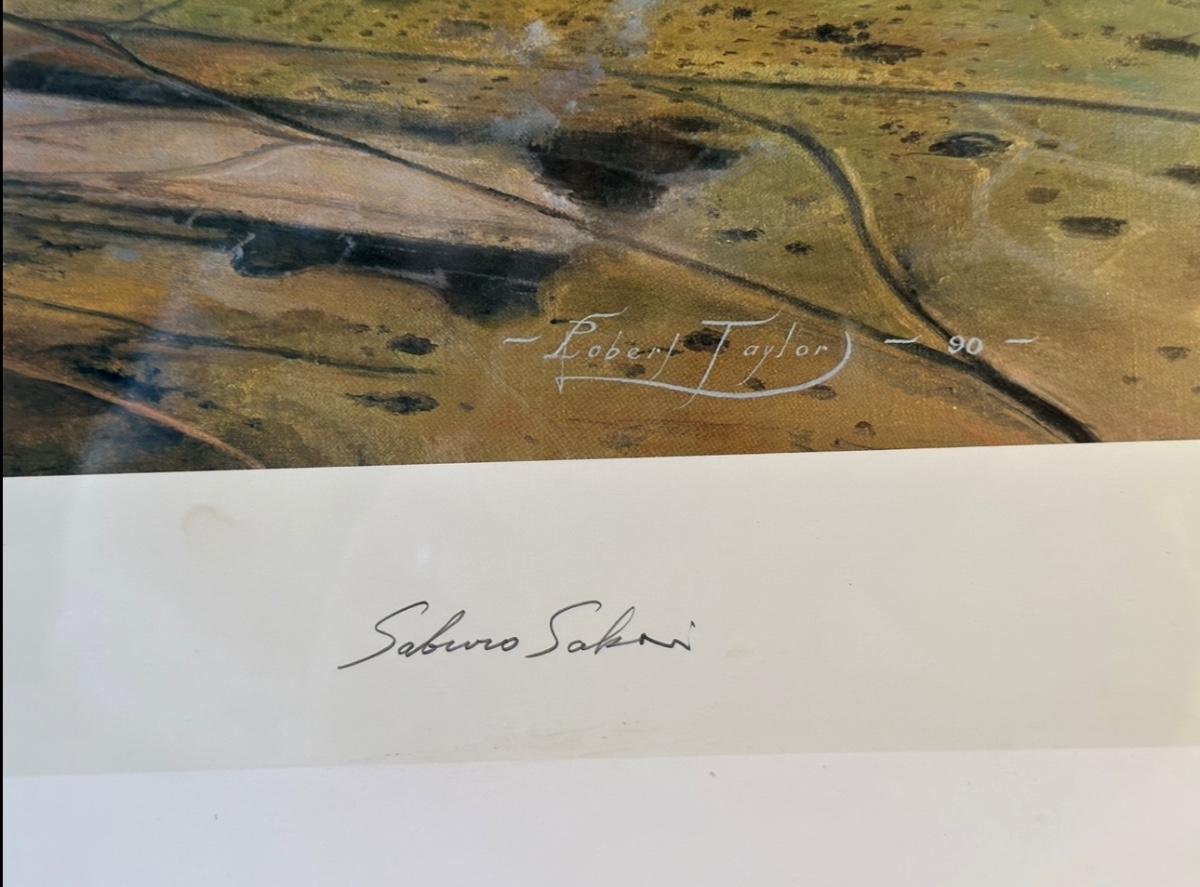 - Robert Taylor - 90 -
Saburo Sakai